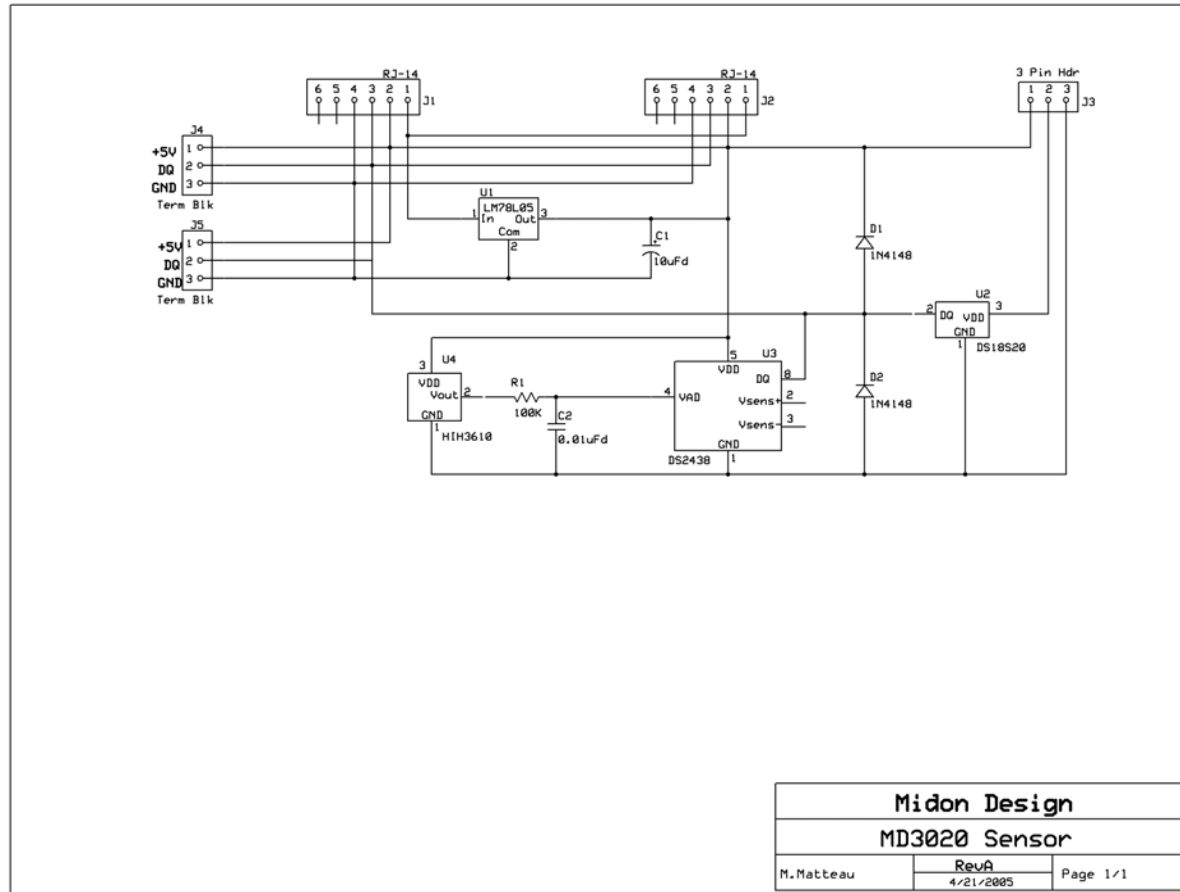 RJ-14
6 5 4 3 2 1
J1
RJ-14
6 5 4 3 2 1
J2
3 Pin Hdr
1 2 3
J3
J4
+5V 1
DQ 2
GND 3
Term Blk
J5
+5V 1
DQ 2
GND 3
Term Blk
U1
LM78L05
1 In Out 3
Com
2
C1
+
10uFd
D1
1N4148
U2
2 DQ VDD 3
GND
1
DS18S20
3 U4
VDD
Vout 2
GND
1
HIH3610
R1
100K
C2
0.01uFd
5 U3
VDD
DQ 8
4 VAD
Vsens+ 2
Vsens- 3
GND
1
DS2438
D2
1N4148
Midon Design
MD3020 Sensor
M.Matteau
RevA
4/21/2005
Page 1/1